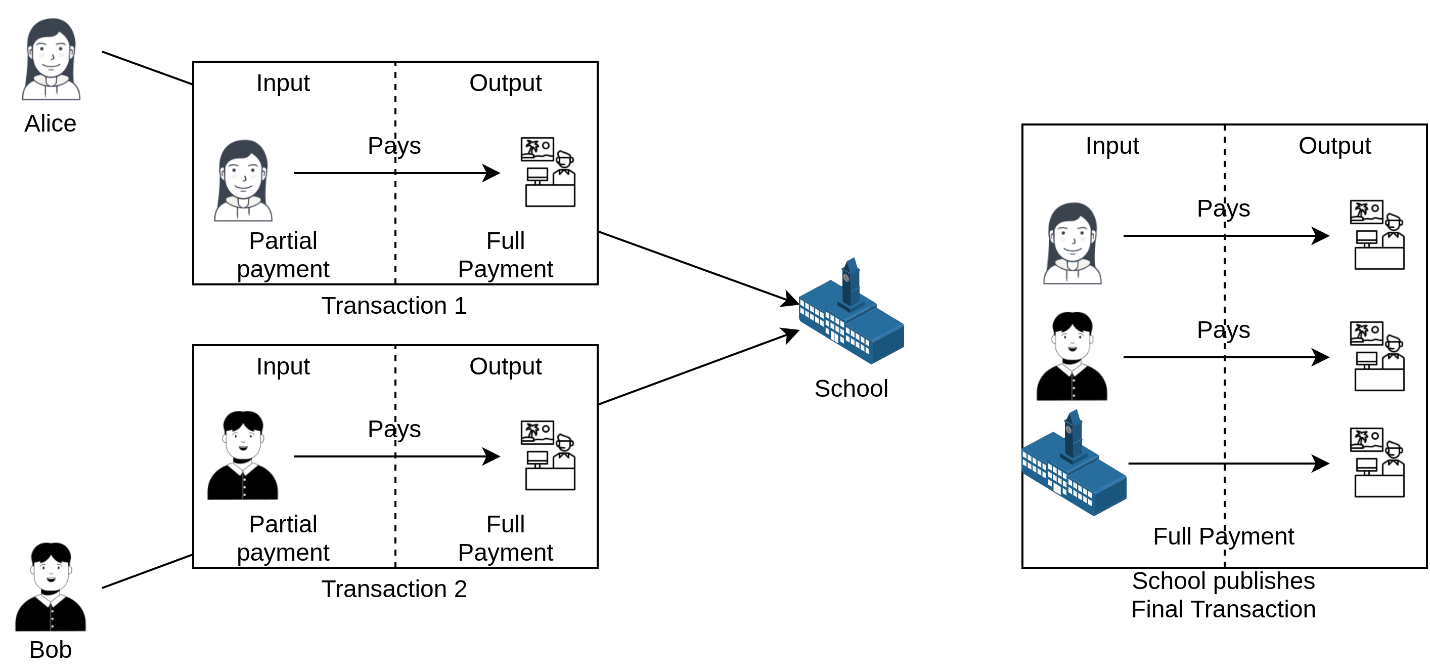 Alice
Input
Output
Pays
Partial
payment
Full
Payment
Transaction 1
Input
Output
Pays
Partial
payment
Full
Payment
Transaction 2
Bob
School
Input
Output
Pays
Pays
Full Payment
School publishes
Final Transaction